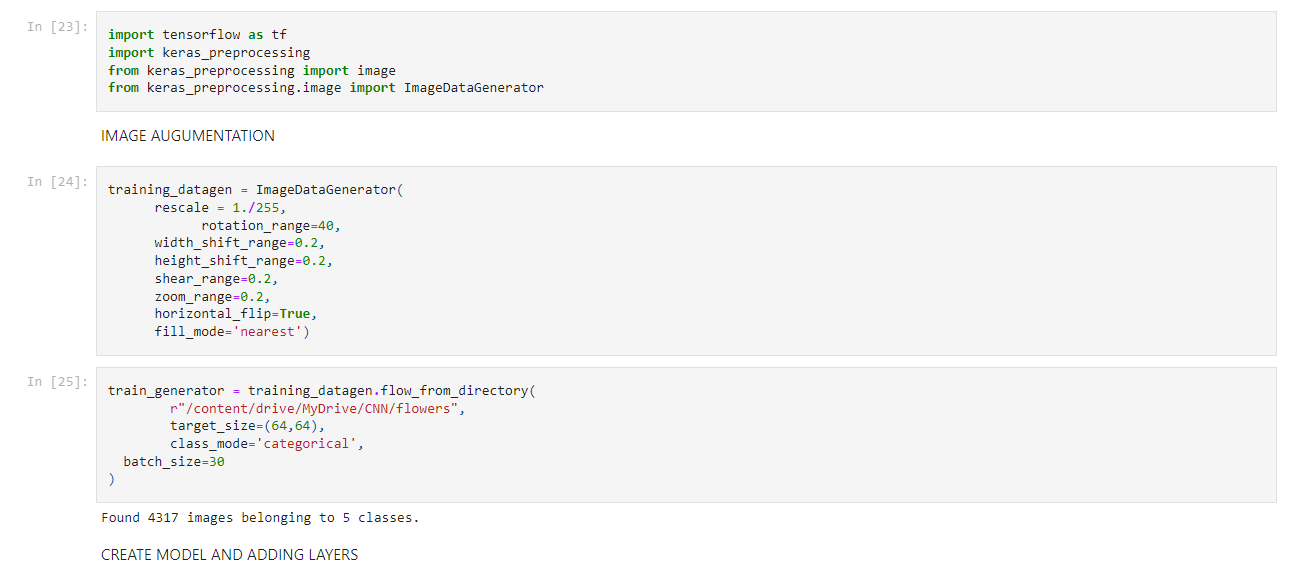 In [23]:
import tensorflow as tf
import keras_preprocessing
from keras_preprocessing import image
from keras_preprocessing.image import ImageDataGenerator
IMAGE AUGUMENTATION
In [24]:
training_datagen = ImageDataGenerator(
      rescale = 1./255,
            rotation_range=40,
      width_shift_range=0.2,
      height_shift_range=0.2,
      shear_range=0.2,
      zoom_range=0.2,
      horizontal_flip=True,
      fill_mode='nearest')
In [25]:
train_generator = training_datagen.flow_from_directory(
        r"/content/drive/MyDrive/CNN/flowers",
        target_size=(64,64),
        class_mode='categorical',
  batch_size=30
)
Found 4317 images belonging to 5 classes.
CREATE MODEL AND ADDING LAYERS